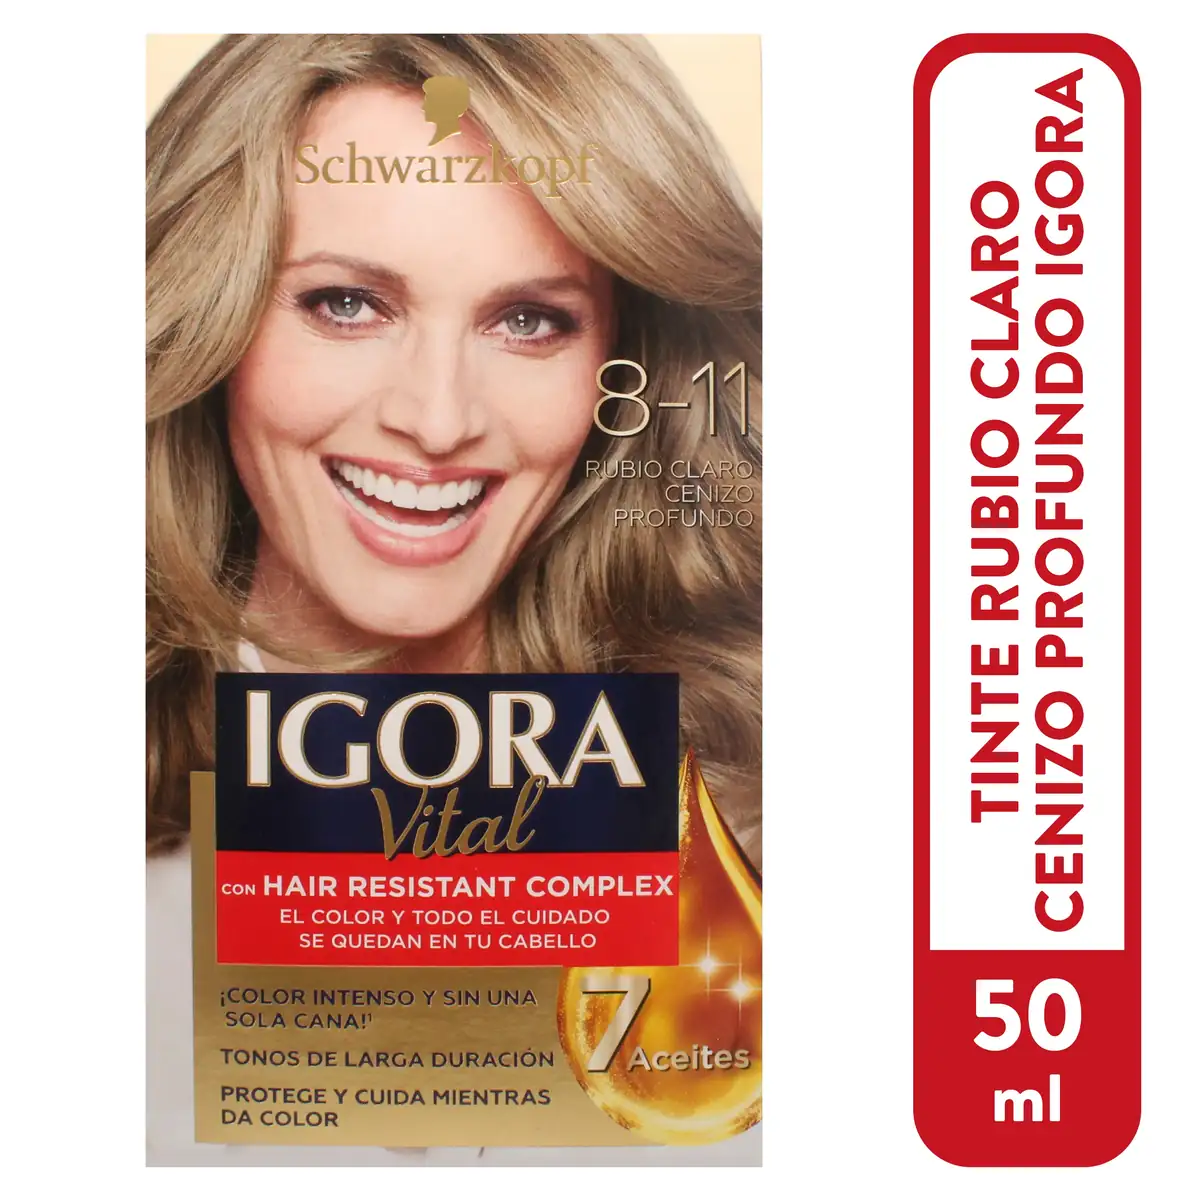 Schwarzkopf
8-11
RUBIO CLARO
CENIZO
PROFUNDO
IGORA
Vital
CON HAIR RESISTANT COMPLEX
EL COLOR Y TODO EL CUIDADO
SE QUEDAN EN TU CABELLO
¡COLOR INTENSO Y SIN UNA
SOLA CANA!¹
TONOS DE LARGA DURACIÓN
PROTEGE Y CUIDA MIENTRAS
DA COLOR
7 Aceites
TINTE RUBIO CLARO
CENIZO PROFUNDO IGORA
50
ml